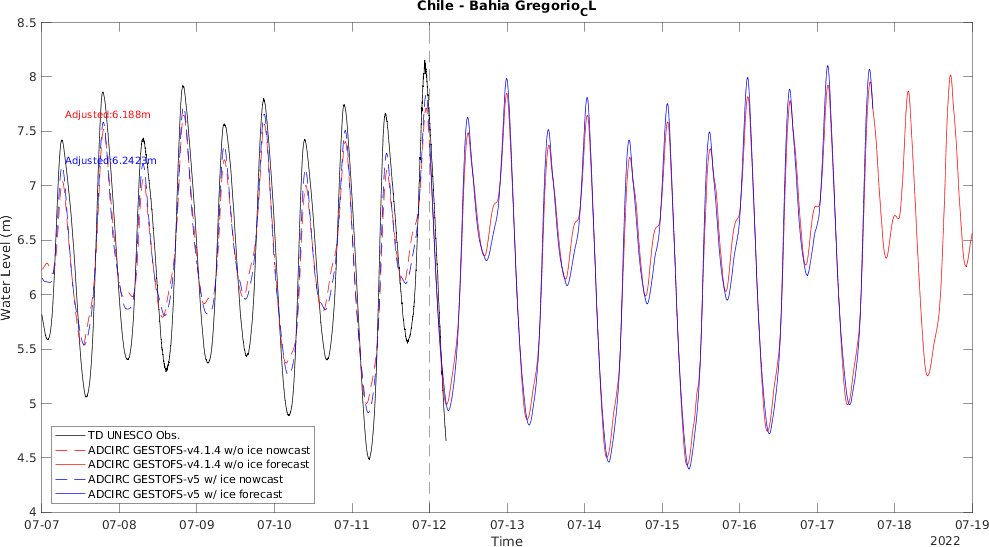 Chile - Bahia Gregorio_CL
8.5
8
7.5
7
6.5
6
5.5
5
4.5
4
Water Level (m)
Adjusted:6.188m
Adjusted:6.2423m
TD UNESCO Obs.
ADCIRC GESTOFS-v4.1.4 w/o ice nowcast
ADCIRC GESTOFS-v4.1.4 w/o ice forecast
ADCIRC GESTOFS-v5 w/ ice nowcast
ADCIRC GESTOFS-v5 w/ ice forecast
07-07 07-08 07-09 07-10 07-11 07-12 07-13 07-14 07-15 07-16 07-17 07-18 07-19
Time
2022